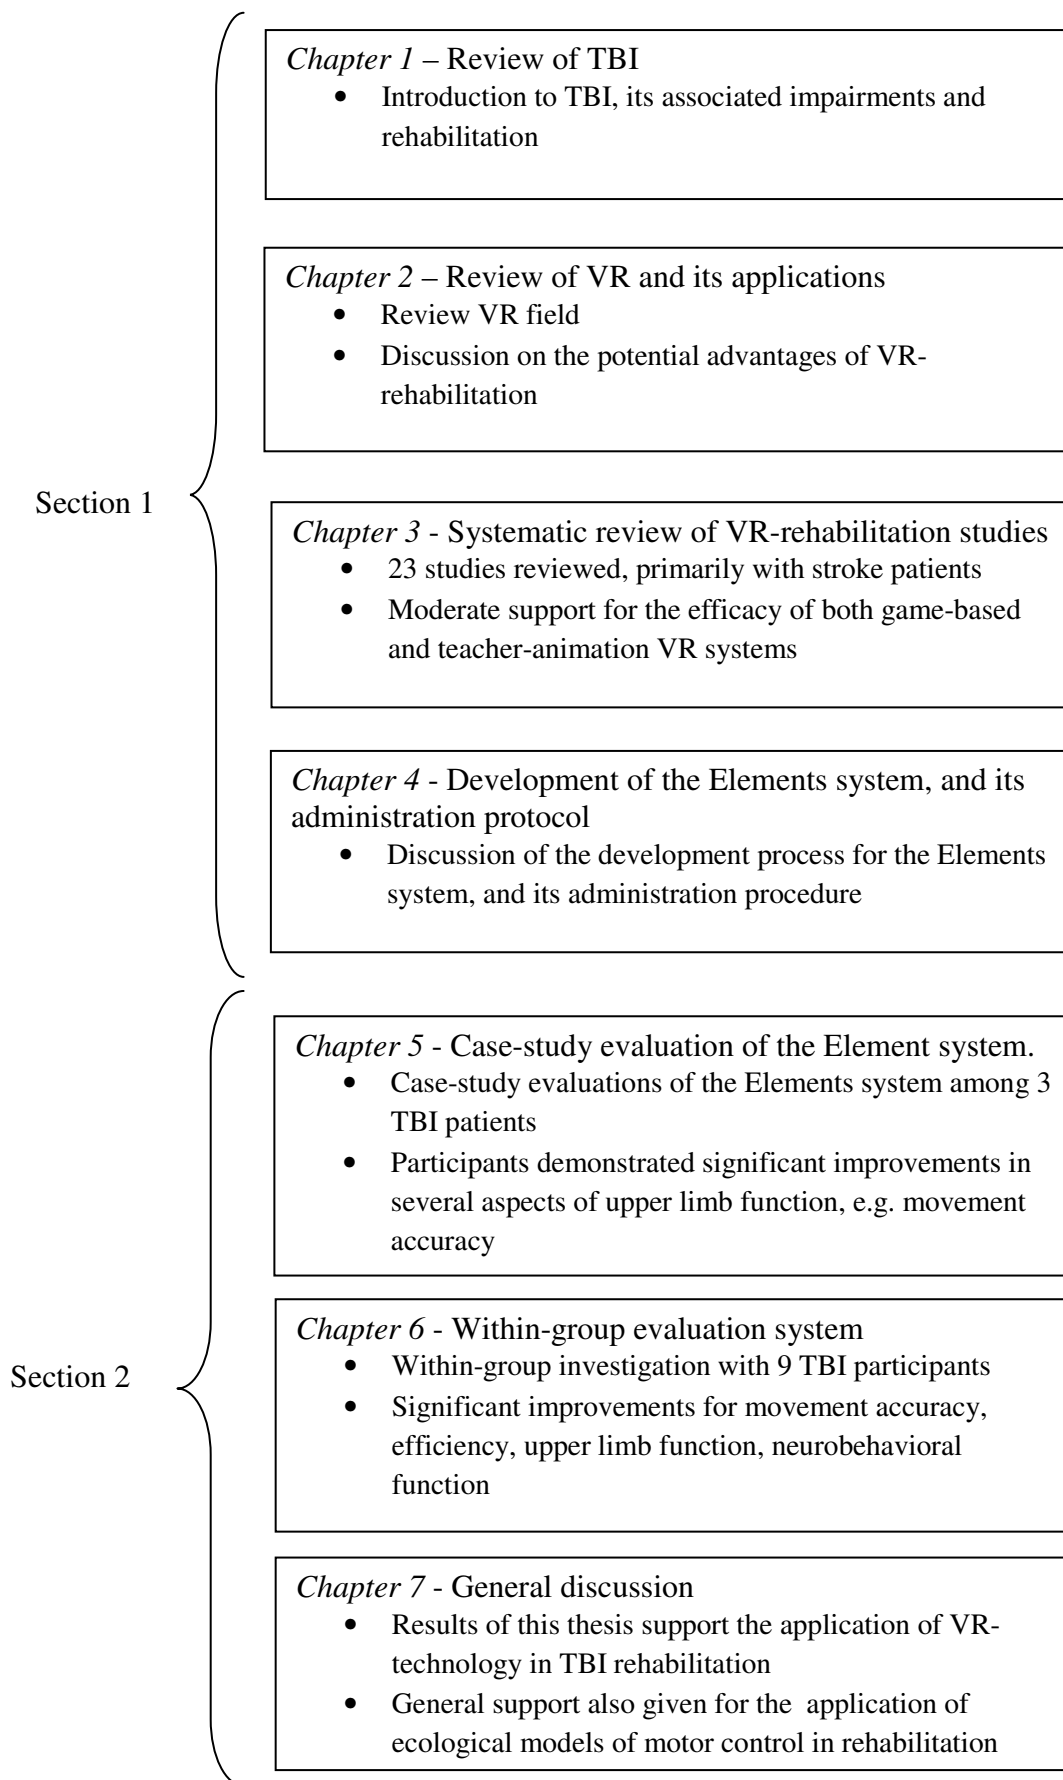 Chapter 1 – Review of TBI
• Introduction to TBI, its associated impairments and
rehabilitation
Chapter 2 – Review of VR and its applications
• Review VR field
• Discussion on the potential advantages of VR-
rehabilitation
Section 1
Chapter 3 - Systematic review of VR-rehabilitation studies
• 23 studies reviewed, primarily with stroke patients
• Moderate support for the efficacy of both game-based
and teacher-animation VR systems
Chapter 4 - Development of the Elements system, and its
administration protocol
• Discussion of the development process for the Elements
system, and its administration procedure
Chapter 5 - Case-study evaluation of the Element system.
• Case-study evaluations of the Elements system among 3
TBI patients
• Participants demonstrated significant improvements in
several aspects of upper limb function, e.g. movement
accuracy
Section 2
Chapter 6 - Within-group evaluation system
• Within-group investigation with 9 TBI participants
• Significant improvements for movement accuracy,
efficiency, upper limb function, neurobehavioral
function
Chapter 7 - General discussion
• Results of this thesis support the application of VR-
technology in TBI rehabilitation
• General support also given for the application of
ecological models of motor control in rehabilitation